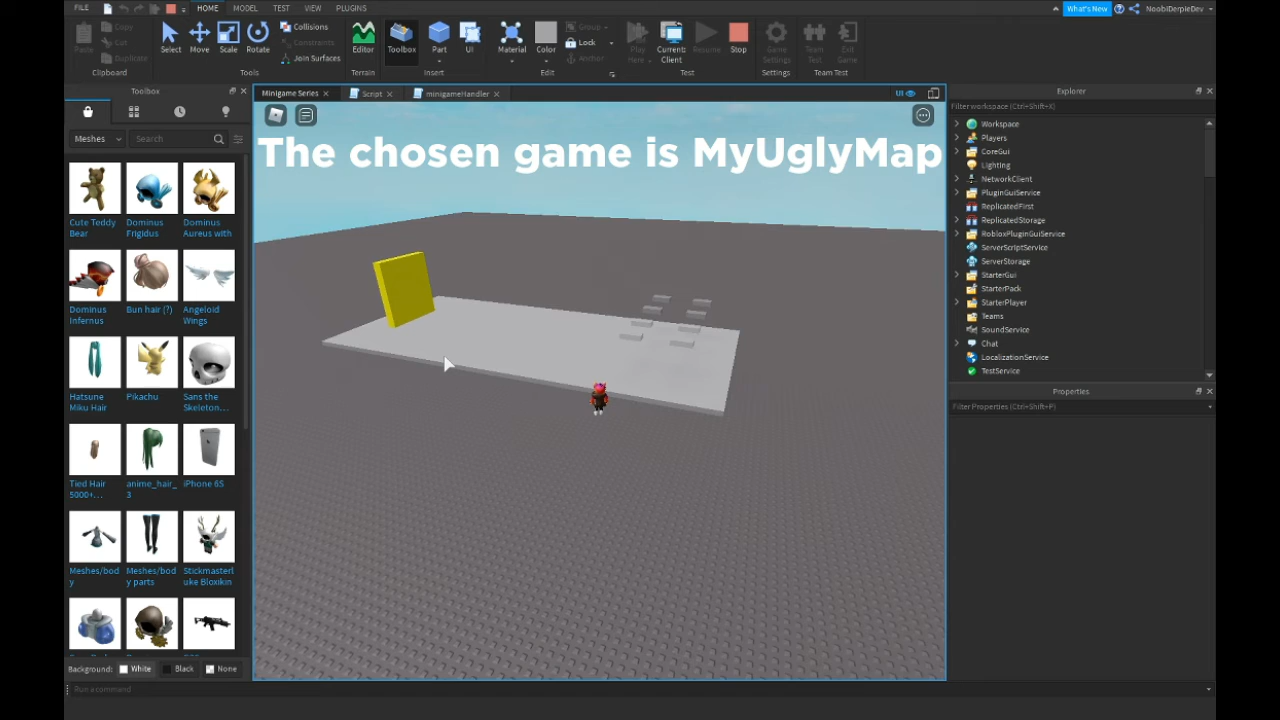 FILE HOME MODEL TEST VIEW PLUGINS What's New NoobiDerpieDev
Paste Copy Cut Duplicate Select Move Scale Rotate Collisions Constraints Join Surfaces Editor Toolbox Part UI Material Color Group Lock Anchor Play Here Current: Client Resume Stop Game Settings Team Test Exit Game
Clipboard Tools Terrain Insert Edit Test Settings Team Test
Toolbox
Meshes Search
Cute Teddy Bear
Dominus Frigidus
Dominus Aureus with
Dominus Infernus
Bun hair (?)
Angeloid Wings
Hatsune Miku Hair
Pikachu
Sans the Skeleton...
Tied Hair 5000+...
anime_hair_3
iPhone 6S
Meshes/body
Meshes/body parts
Stickmasterluke Bloxikin
Background: White Black None
Run a command
Minigame Series Script minigameHandler UI
The chosen game is MyUglyMap
Explorer
Filter workspace (Ctrl+Shift+X)
Workspace
Players
CoreGui
Lighting
NetworkClient
PluginGuiService
ReplicatedFirst
ReplicatedStorage
RobloxPluginGuiService
ServerScriptService
ServerStorage
StarterGui
StarterPack
StarterPlayer
Teams
SoundService
Chat
LocalizationService
TestService
Properties
Filter Properties (Ctrl+Shift+P)